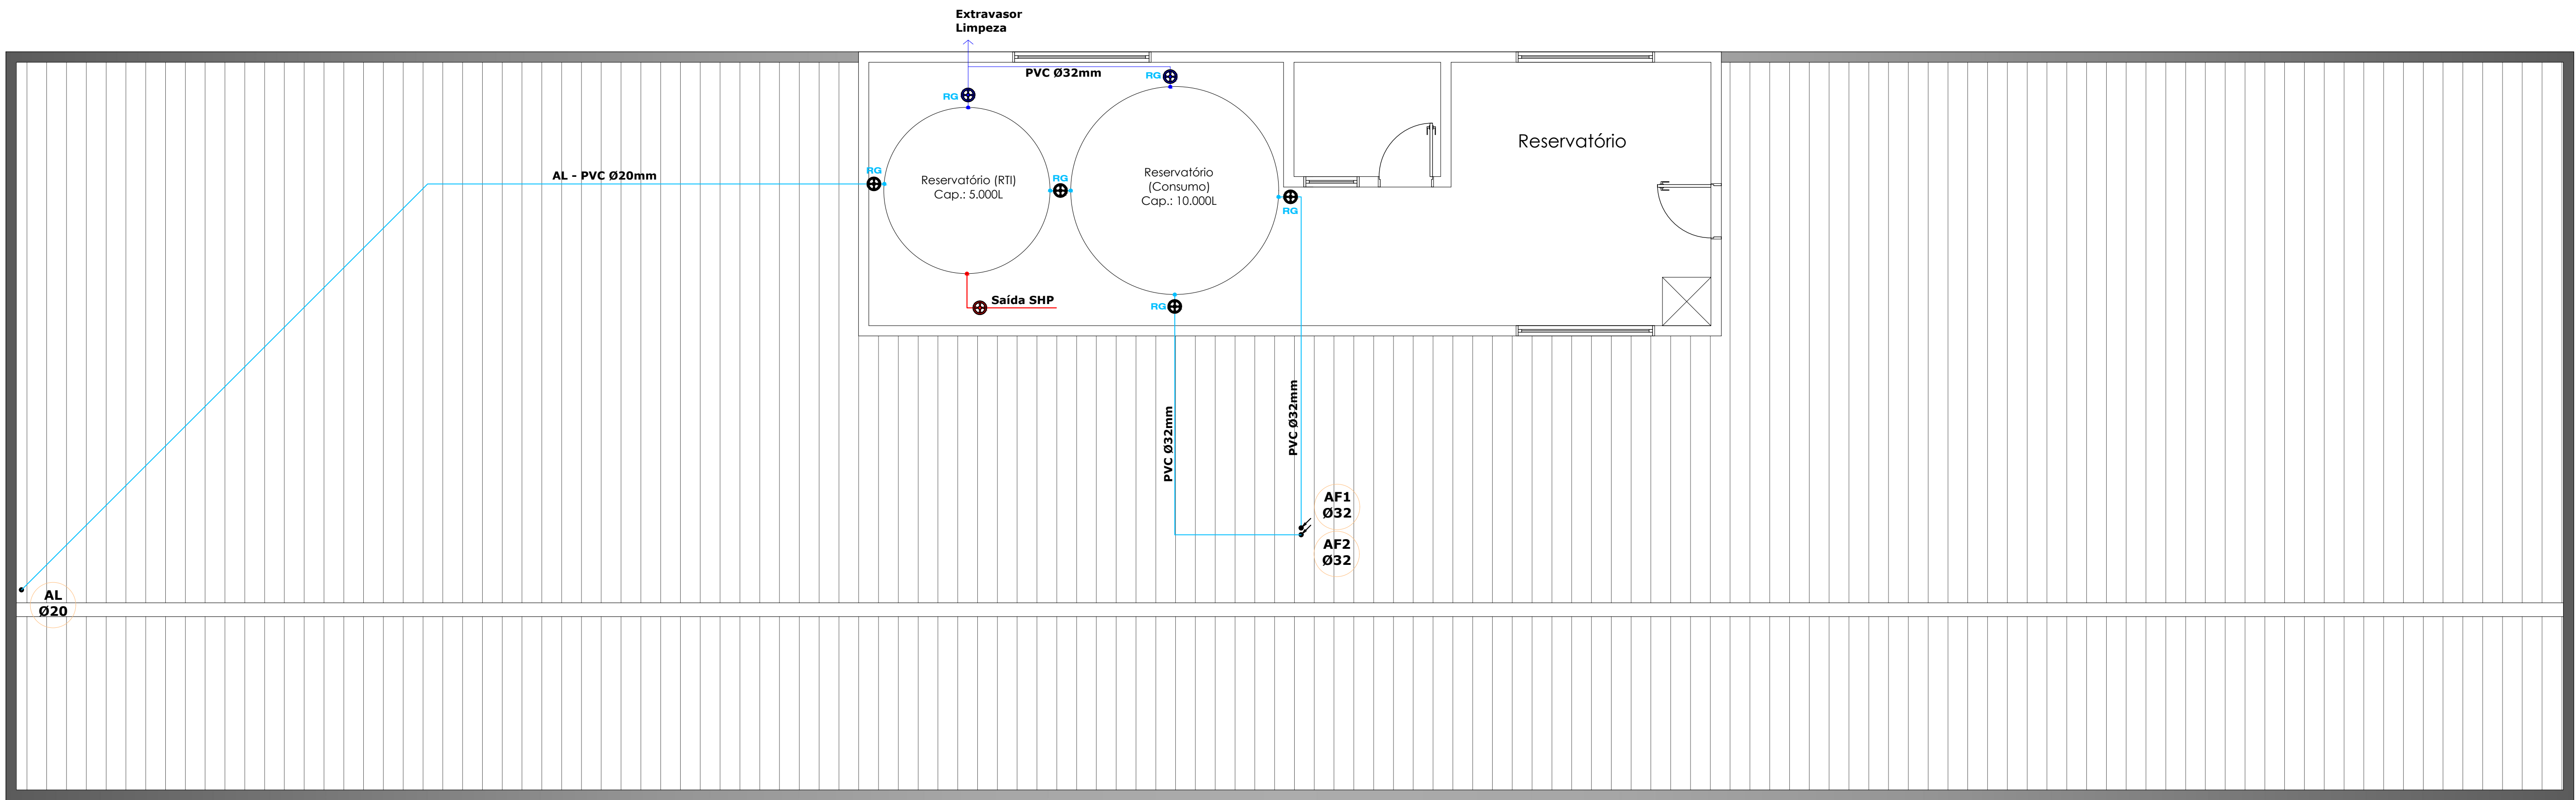 Extravasor
Limpeza
PVC Ø32mm
RG
RG
AL - PVC Ø20mm
RG
RG
Reservatório (RTI)
Cap.: 5.000L
Reservatório
(Consumo)
Cap.: 10.000L
Reservatório
RG
Saída SHP
RG
PVC Ø32mm
PVC Ø32mm
AF1
Ø32
AF2
Ø32
AL
Ø20